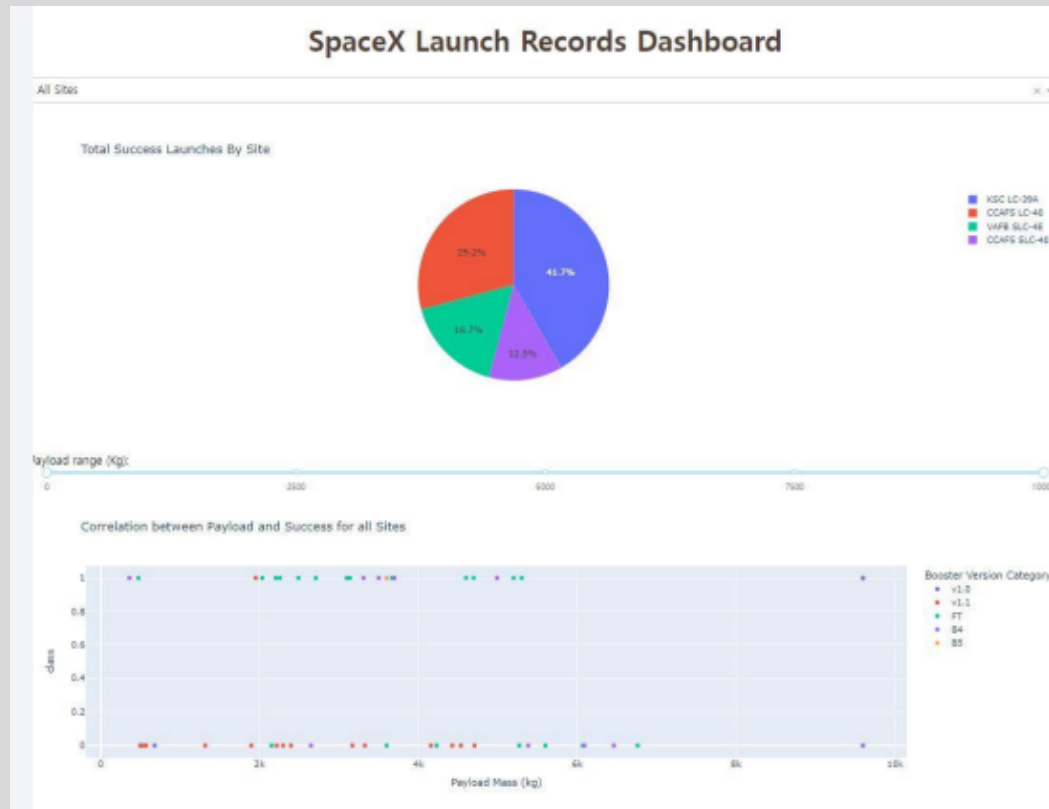 SpaceX Launch Records Dashboard
All Sites
Total Success Launches By Site
KSC LC-39A
CCAFS LC-40
VAFB SLC-4E
CCAFS SLC-40
29.2%
41.7%
16.7%
12.5%
Payload range (Kg):
0 2500 5000 7500 1000
Correlation between Payload and Success for all Sites
Booster Version Category
v1.0
v1.1
FT
B4
B5
class
1
0.8
0.6
0.4
0.2
0
0 2k 4k 6k 8k 10k
Payload Mass (kg)